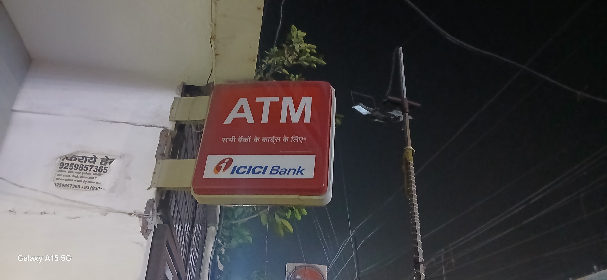 ATM
सभी बैंकों के कार्ड्स के लिए*
ICICI Bank
किराये हेतु
9259857365
Galaxy A15 5G